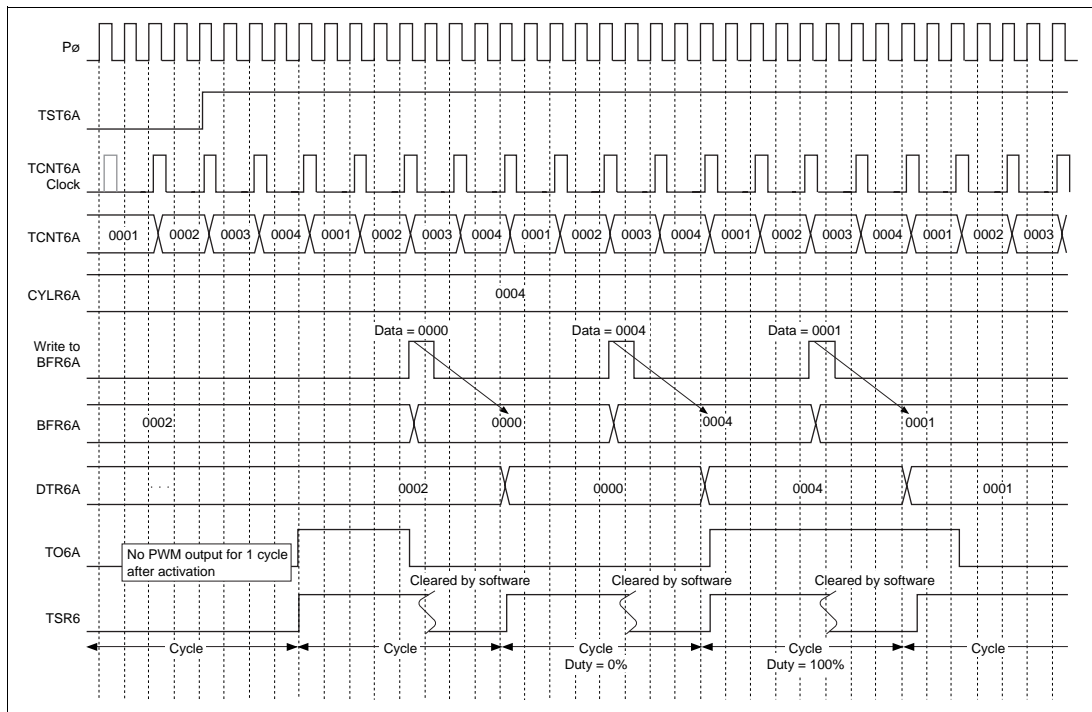 Pø
TST6A
TCNT6A
Clock
TCNT6A 0001 0002 0003 0004 0001 0002 0003 0004 0001 0002 0003 0004 0001 0002 0003 0004 0001 0002 0003
CYLR6A 0004
Data = 0000 Data = 0004 Data = 0001
Write to
BFR6A
BFR6A 0002 0000 0004 0001
DTR6A · · · 0002 0000 0004 0001
TO6A
No PWM output for 1 cycle
after activation
Cleared by software Cleared by software Cleared by software
TSR6
Cycle Cycle Cycle Cycle Cycle
Duty = 0% Duty = 100%